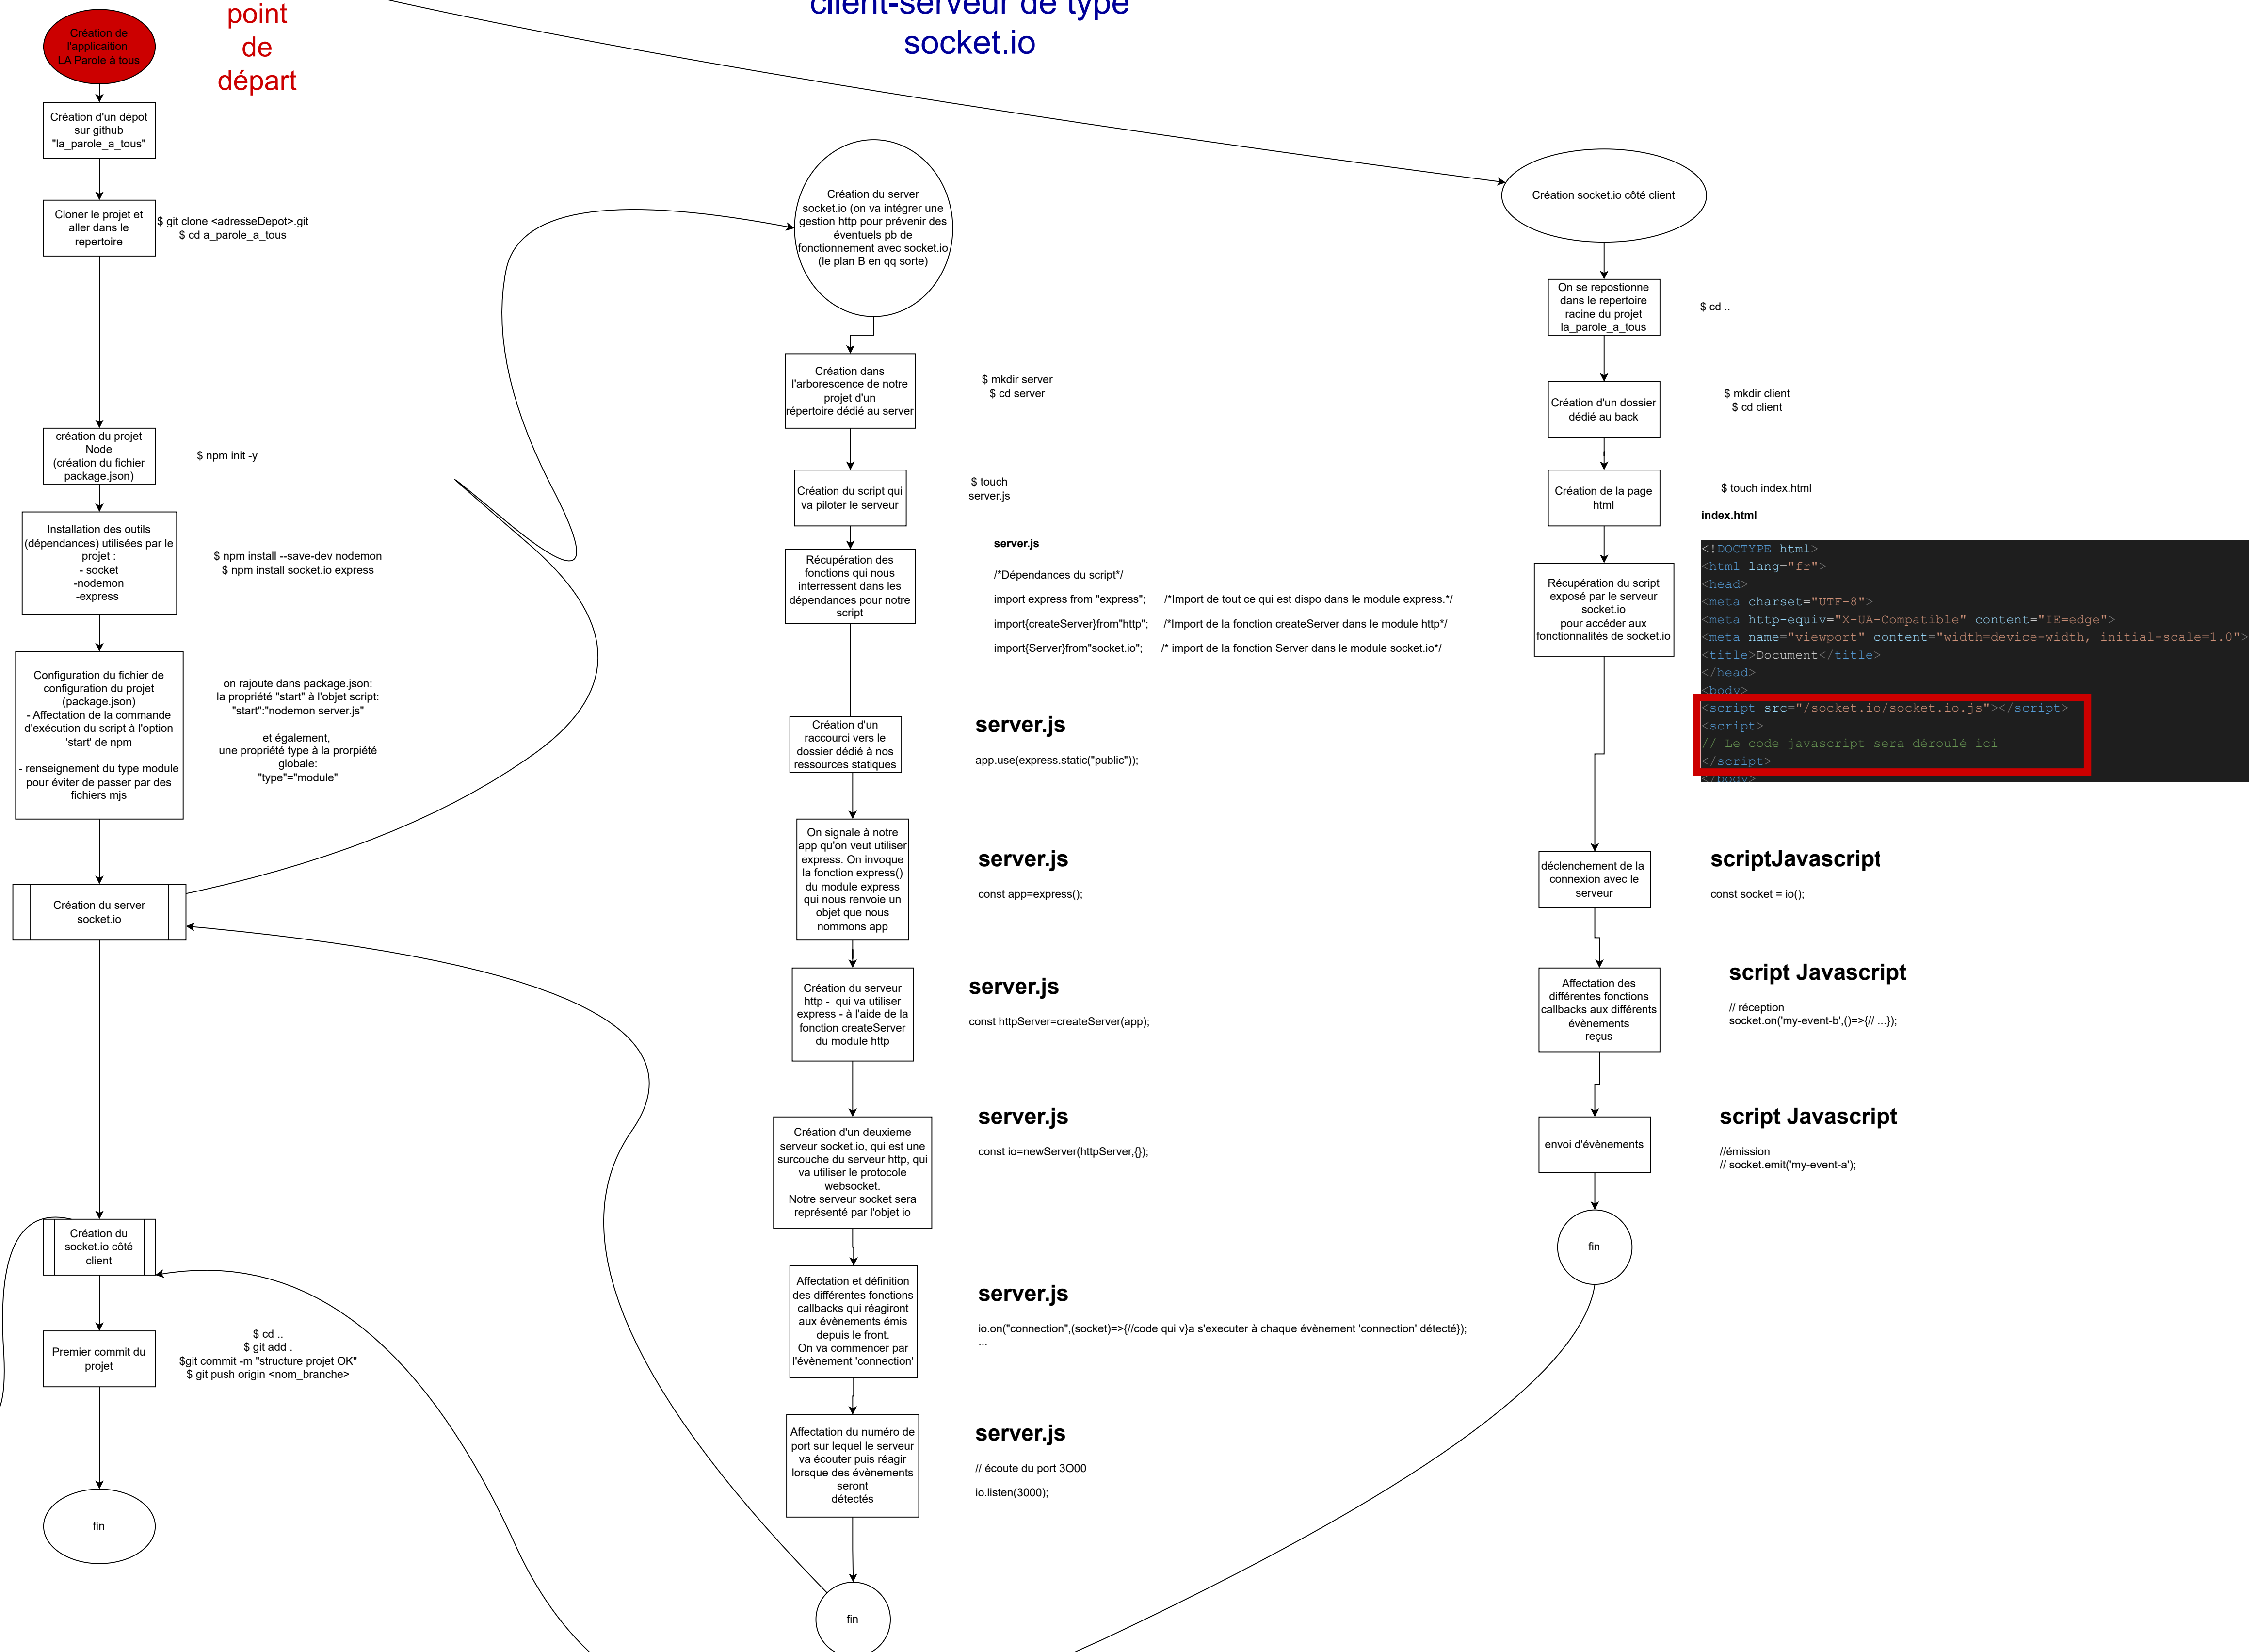 point
de
départ
client-serveur de type
socket.io
Création de
l'applicaltion
LA Parole à tous
Création d'un dépot
sur github
"la_parole_a_tous"
Cloner le projet et
aller dans le
repertoire
$ git clone <adresseDepot>.git
$ cd a_parole_a_tous
création du projet
Node
(création du fichier
package.json)
$ npm init -y
Installation des outils
(dépendances) utilisées par le
projet :
- socket
-nodemon
-express
$ npm install --save-dev nodemon
$ npm install socket.io express
Configuration du fichier de
configuration du projet
(package.json)
- Affectation de la commande
d'exécution du script à l'option
'start' de npm
- renseignement du type module
pour éviter de passer par des
fichiers mjs
on rajoute dans package.json:
la propriété "start" à l'objet script:
"start":"nodemon server.js"
et également,
une propriété type à la prorpiété
globale:
"type"="module"
Création du server
socket.io
Création du
socket.io côté
client
Premier commit du
projet
$ cd ..
$ git add .
$git commit -m "structure projet OK"
$ git push origin <nom_branche>
fin
Création du server
socket.io (on va intégrer une
gestion http pour prévenir des
éventuels pb de
fonctionnement avec socket.io
(le plan B en qq sorte)
Création dans
l'arborescence de notre
projet d'un
répertoire dédié au server
$ mkdir server
$ cd server
Création du script qui
va piloter le serveur
$ touch
server.js
Récupération des
fonctions qui nous
interressent dans les
dépendances pour notre
script
server.js
/*Dépendances du script*/
import express from "express"; /*Import de tout ce qui est dispo dans le module express.*/
import{createServer}from"http"; /*Import de la fonction createServer dans le module http*/
import{Server}from"socket.io"; /* import de la fonction Server dans le module socket.io*/
Création d'un
raccourci vers le
dossier dédié à nos
ressources statiques
server.js
app.use(express.static("public"));
On signale à notre
app qu'on veut utiliser
express. On invoque
la fonction express()
du module express
qui nous renvoie un
objet que nous
nommons app
server.js
const app=express();
Création du serveur
http - qui va utiliser
express - à l'aide de la
fonction createServer
du module http
server.js
const httpServer=createServer(app);
Création d'un deuxieme
serveur socket.io, qui est une
surcouche du serveur http, qui
va utiliser le protocole
websocket.
Notre serveur socket sera
représenté par l'objet io
server.js
const io=newServer(httpServer,{});
Affectation et définition
des différentes fonctions
callbacks qui réagiront
aux évènements émis
depuis le front.
On va commencer par
l'évènement 'connection'
server.js
io.on("connection",(socket)=>{//code qui v}a s'executer à chaque évènement 'connection' détecté});
...
Affectation du numéro de
port sur lequel le serveur
va écouter puis réagir
lorsque des évènements
seront
détectés
server.js
// écoute du port 3O00
io.listen(3000);
fin
Création socket.io côté client
On se repostionne
dans le repertoire
racine du projet
la_parole_a_tous
$ cd ..
Création d'un dossier
dédié au back
$ mkdir client
$ cd client
Création de la page
html
$ touch index.html
index.html
Récupération du script
exposé par le serveur
socket.io
pour accéder aux
fonctionnalités de socket.io
<!DOCTYPE html>
<html lang="fr">
<head>
<meta charset="UTF-8">
<meta http-equiv="X-UA-Compatible" content="IE=edge">
<meta name="viewport" content="width=device-width, initial-scale=1.0">
<title>Document</title>
</head>
<body>
<script src="/socket.io/socket.io.js"></script>
<script>
// Le code javascript sera déroulé ici
</script>
</body>
déclenchement de la
connexion avec le
serveur
scriptJavascript
const socket = io();
Affectation des
différentes fonctions
callbacks aux différents
évènements
reçus
script Javascript
// réception
socket.on('my-event-b',()=>{// ...});
envoi d'évènements
script Javascript
//émission
// socket.emit('my-event-a');
fin